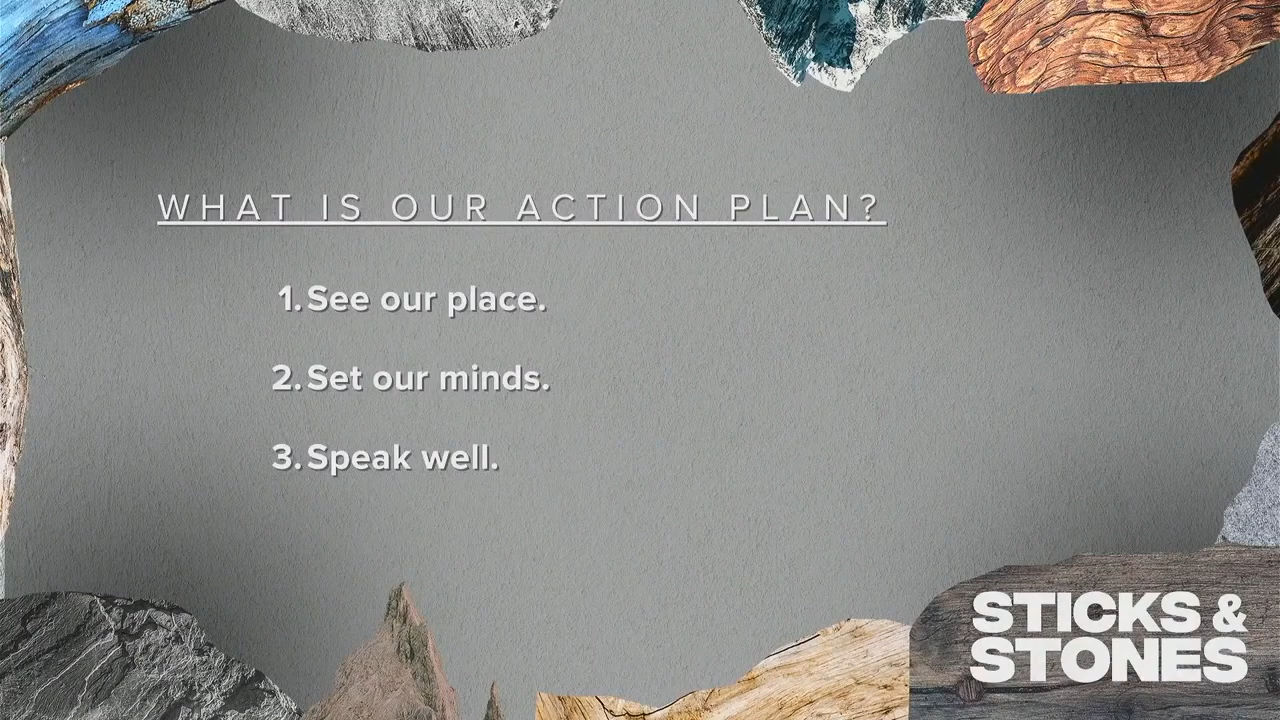 WHAT IS OUR ACTION PLAN?
1. See our place.
2. Set our minds.
3. Speak well.
STICKS &
STONES